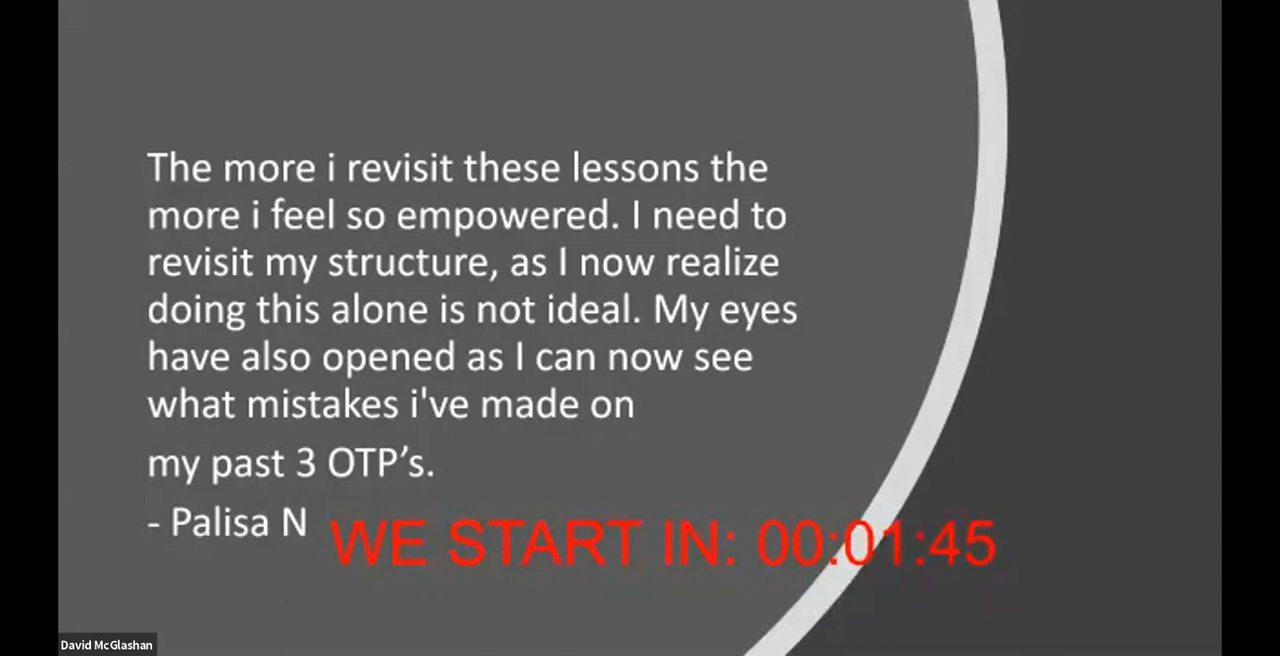 The more i revisit these lessons the
more i feel so empowered. I need to
revisit my structure, as I now realize
doing this alone is not ideal. My eyes
have also opened as I can now see
what mistakes i've made on
my past 3 OTP’s.
- Palisa N
WE START IN: 00:01:45
David McGlashan